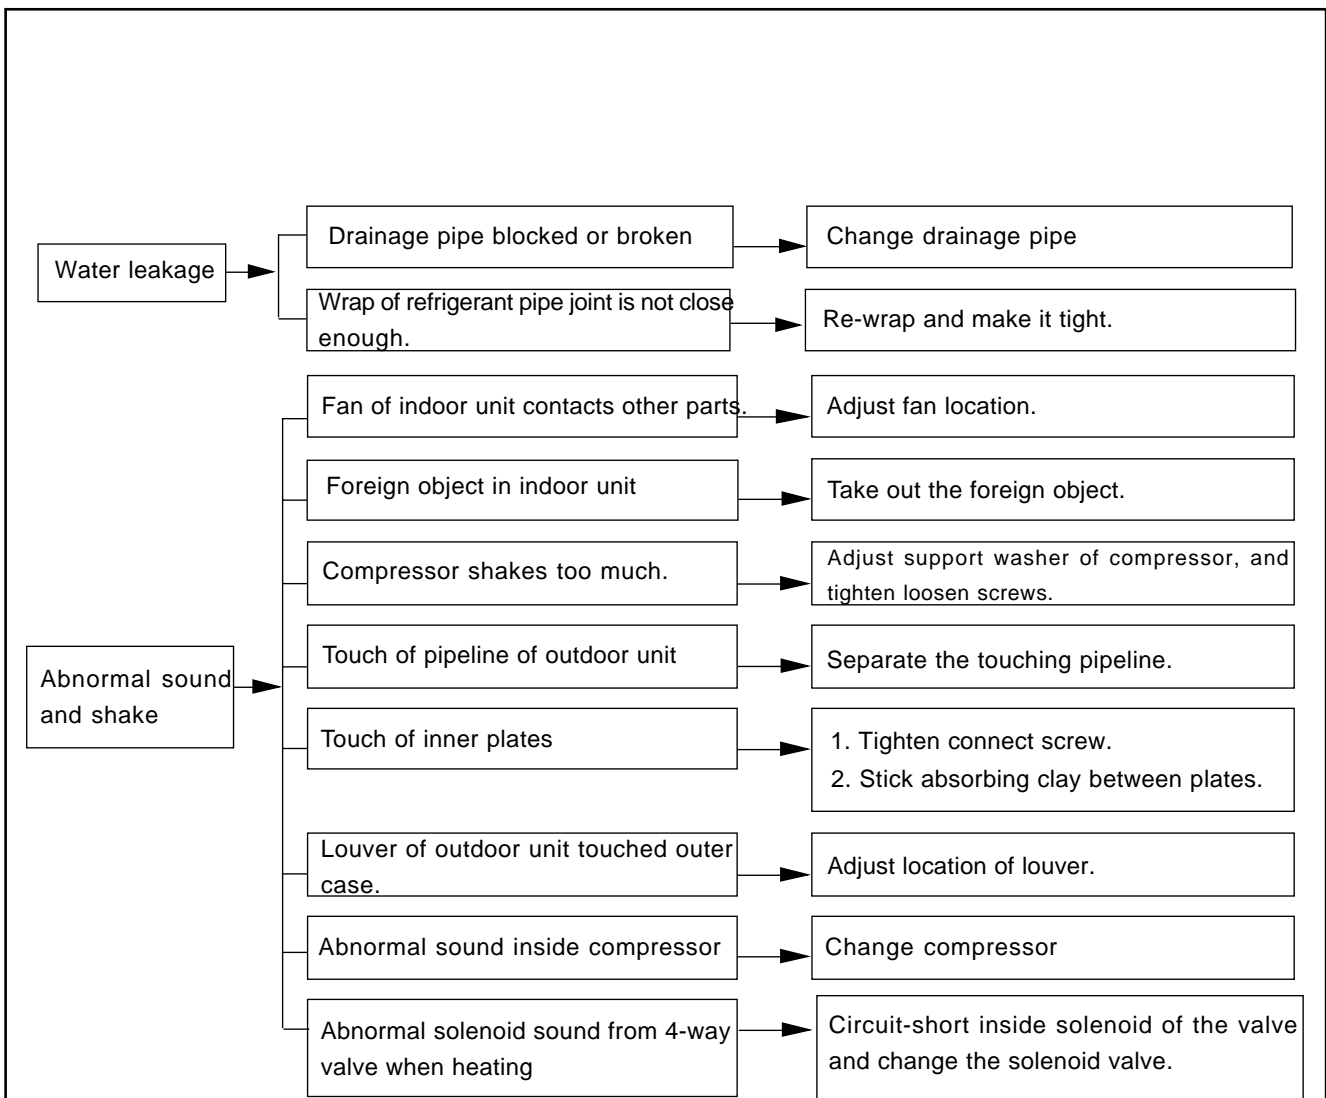 Water leakage
Drainage pipe blocked or broken
Change drainage pipe
Wrap of refrigerant pipe joint is not close
enough.
Re-wrap and make it tight.
Abnormal sound
and shake
Fan of indoor unit contacts other parts.
Adjust fan location.
Foreign object in indoor unit
Take out the foreign object.
Compressor shakes too much.
Adjust support washer of compressor, and
tighten loosen screws.
Touch of pipeline of outdoor unit
Separate the touching pipeline.
Touch of inner plates
1. Tighten connect screw.
2. Stick absorbing clay between plates.
Louver of outdoor unit touched outer
case.
Adjust location of louver.
Abnormal sound inside compressor
Change compressor
Abnormal solenoid sound from 4-way
valve when heating
Circuit-short inside solenoid of the valve
and change the solenoid valve.